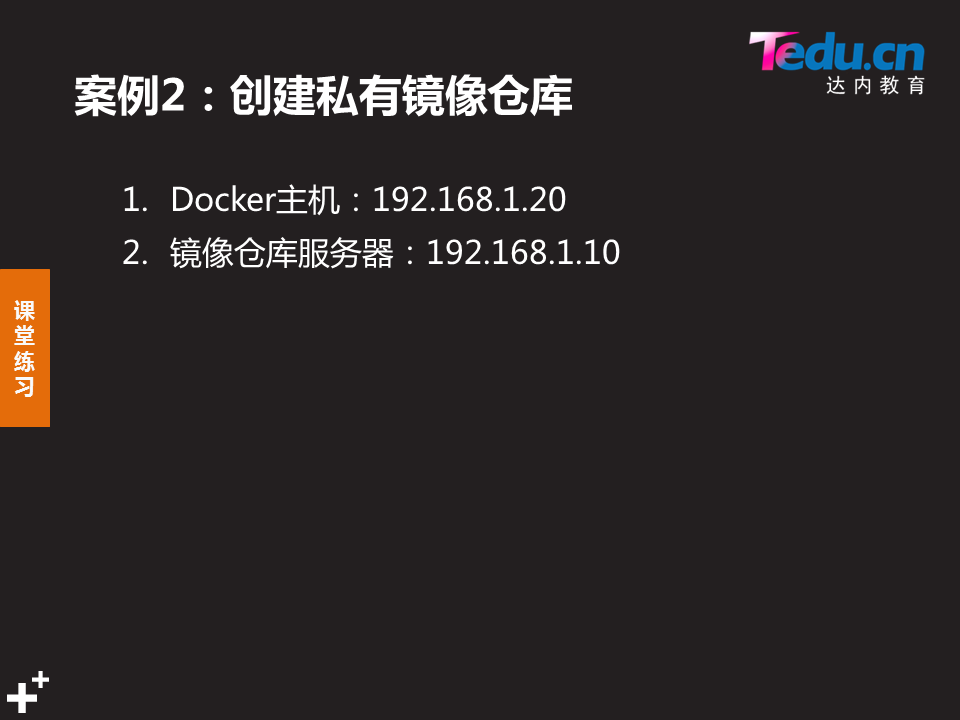 Tedu.cn
达内教育
案例2：创建私有镜像仓库
1. Docker主机：192.168.1.20
2. 镜像仓库服务器：192.168.1.10
课
堂
练
习